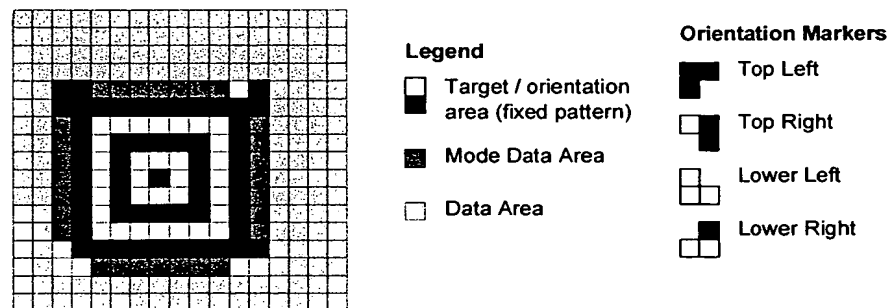 Legend
Target / orientation
area (fixed pattern)
Mode Data Area
Data Area
Orientation Markers
Top Left
Top Right
Lower Left
Lower Right